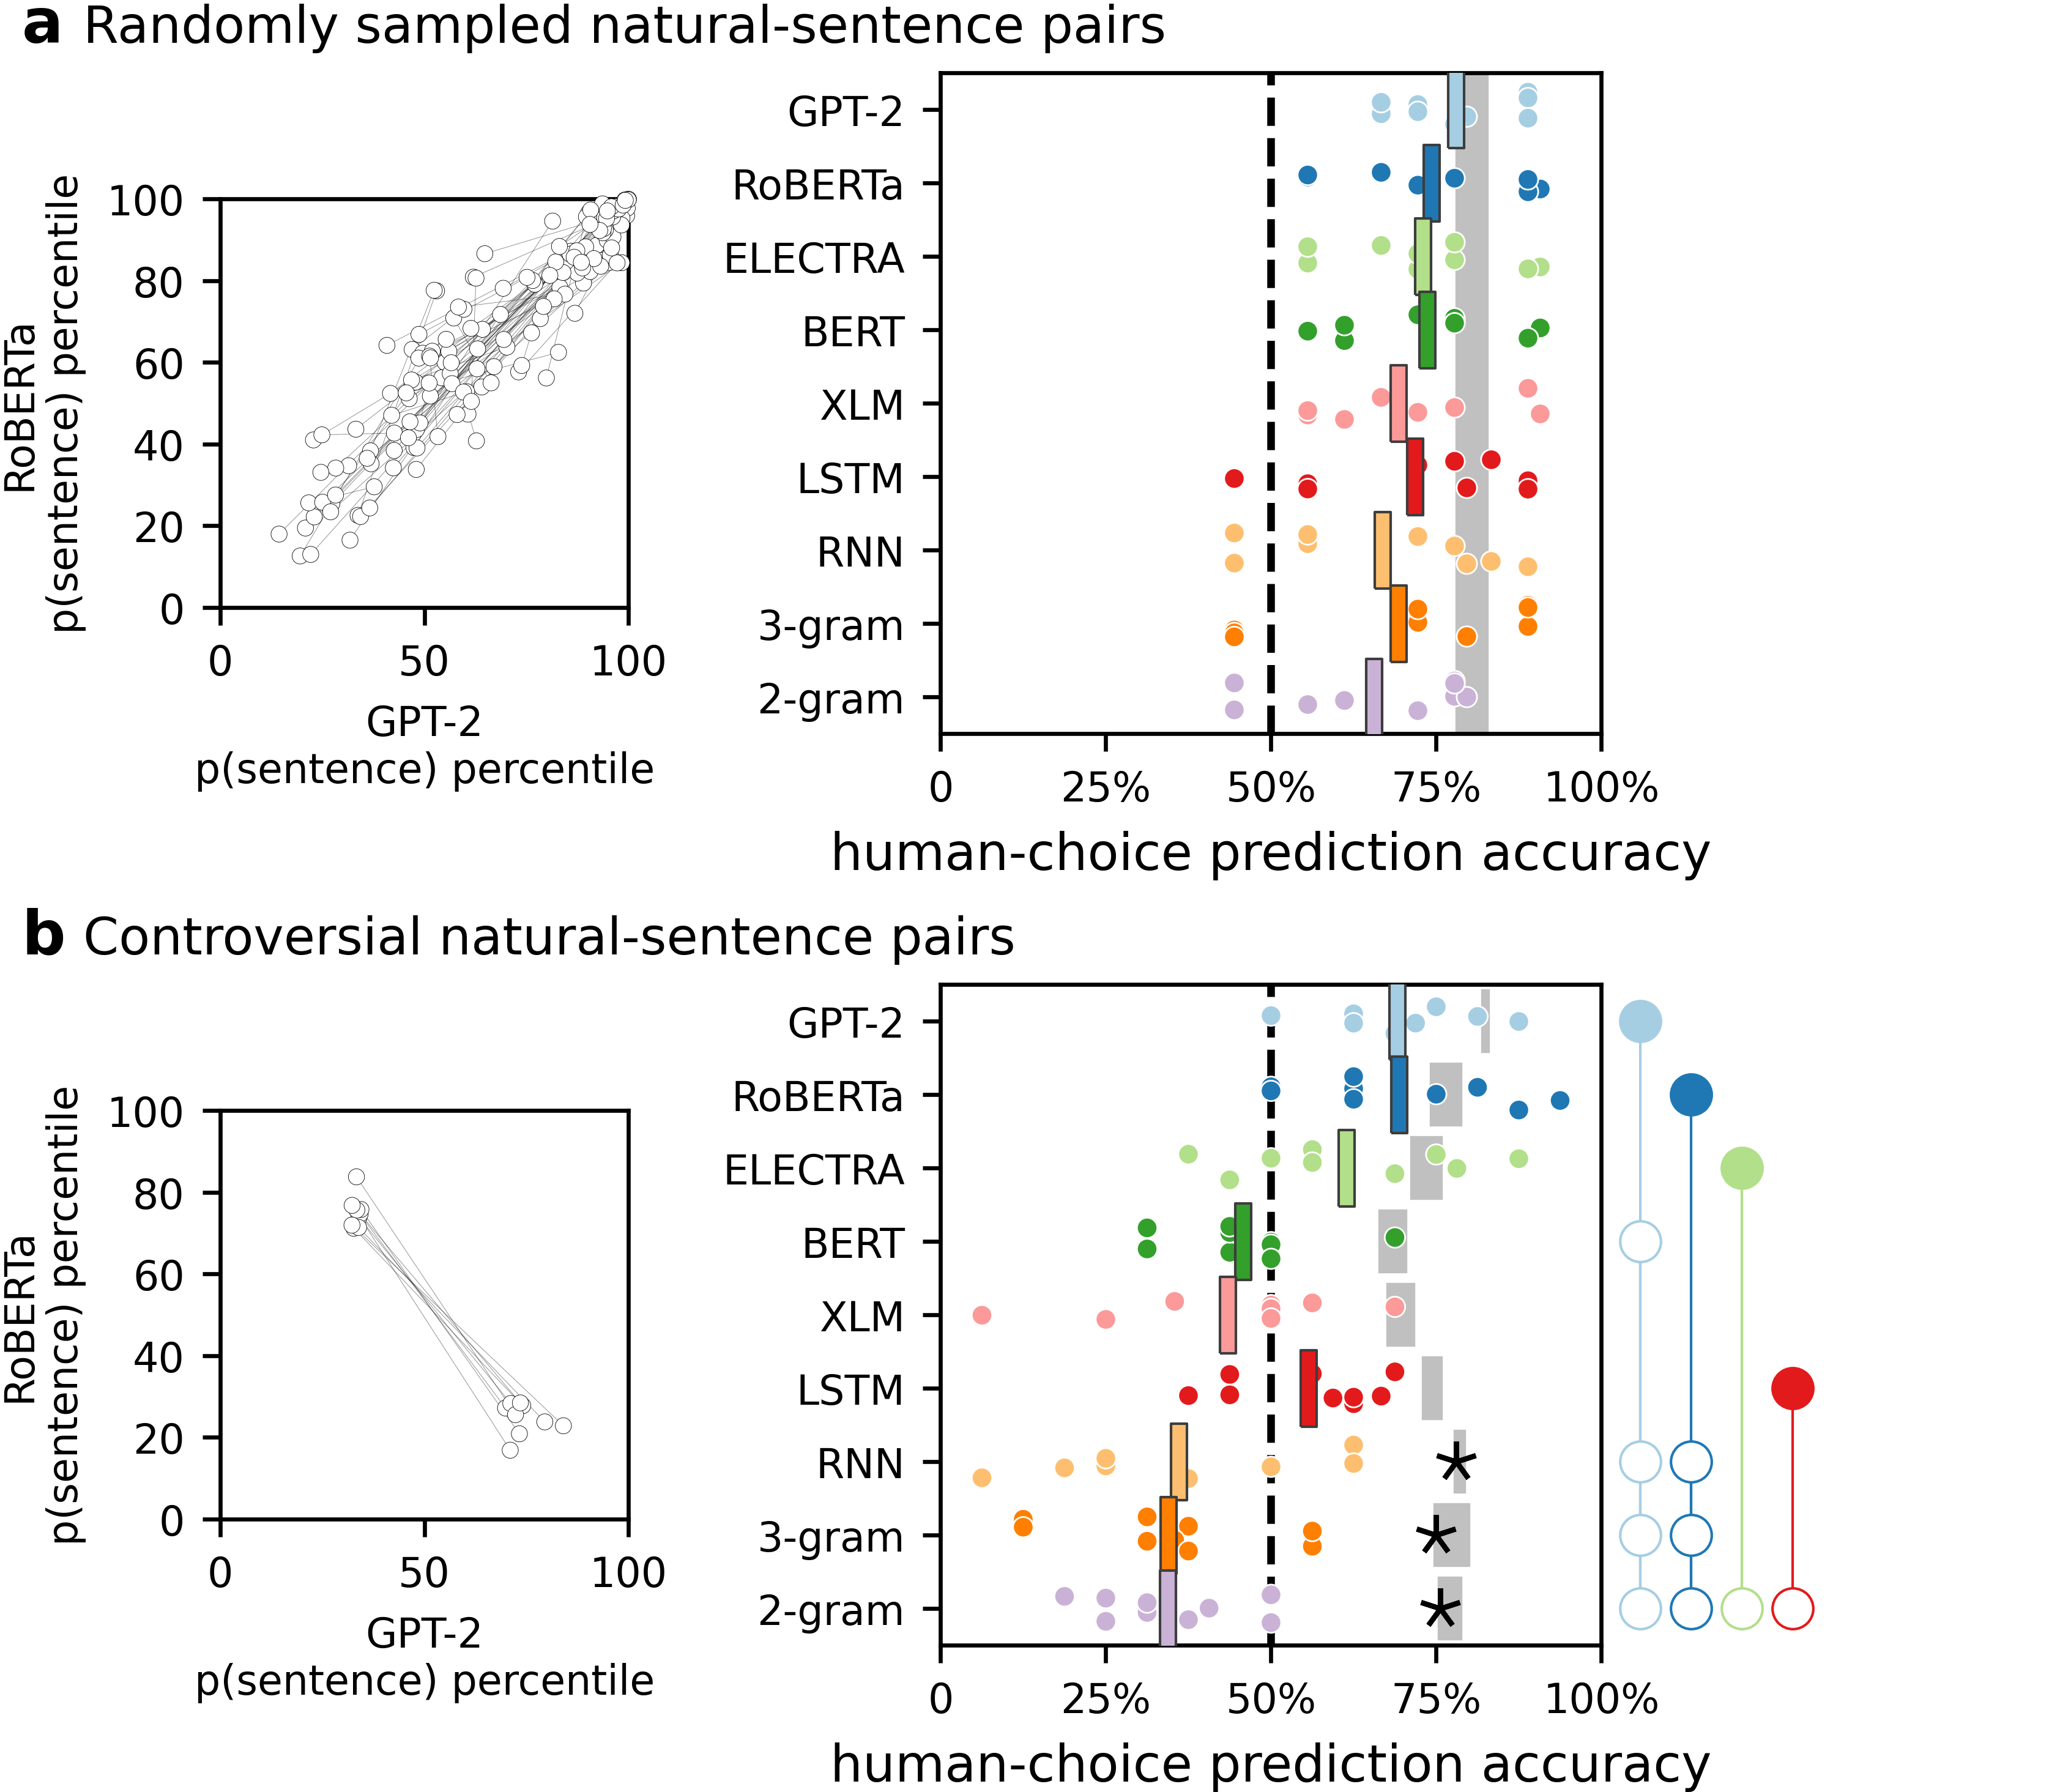 a Randomly sampled natural-sentence pairs
RoBERTa
p(sentence) percentile
100
80
60
40
20
0
0 50 100
GPT-2
p(sentence) percentile
GPT-2
RoBERTa
ELECTRA
BERT
XLM
LSTM
RNN
3-gram
2-gram
0 25% 50% 75% 100%
human-choice prediction accuracy
b Controversial natural-sentence pairs
RoBERTa
p(sentence) percentile
100
80
60
40
20
0
0 50 100
GPT-2
p(sentence) percentile
GPT-2
RoBERTa
ELECTRA
BERT
XLM
LSTM
RNN
3-gram
2-gram
0 25% 50% 75% 100%
human-choice prediction accuracy